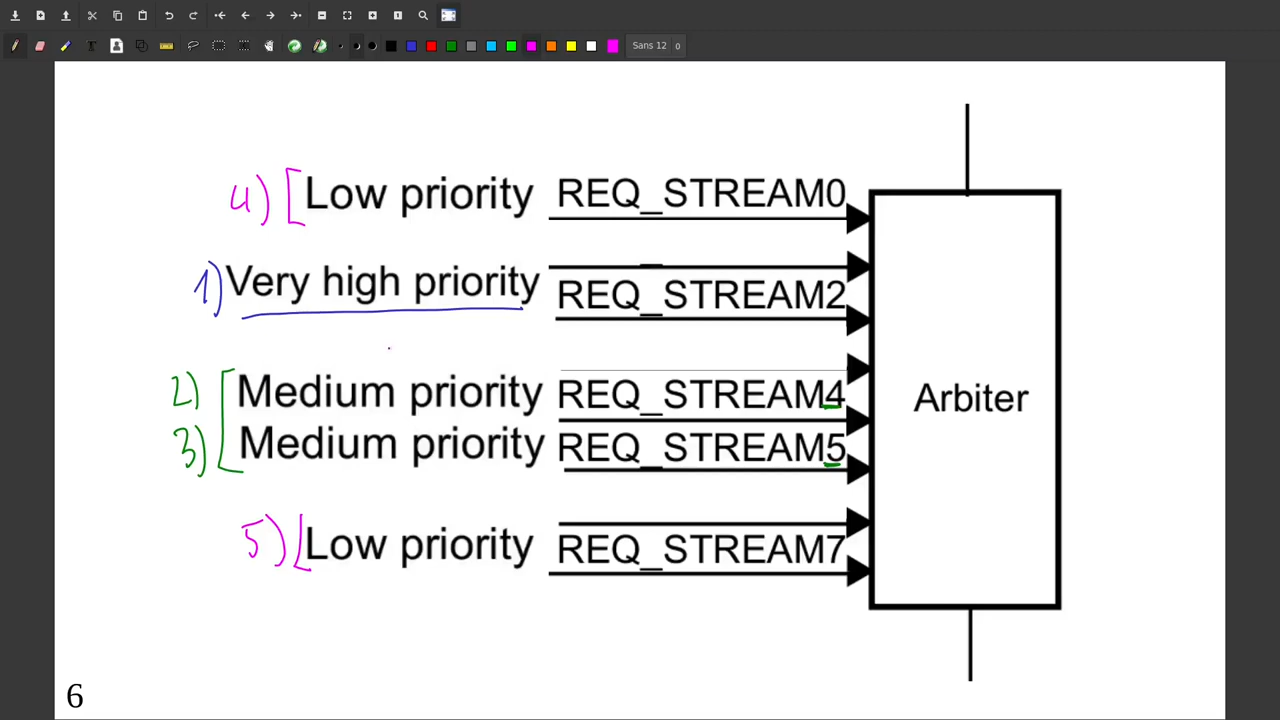 Sans 12 0
4) Low priority REQ_STREAM0
1) Very high priority REQ_STREAM2
2) Medium priority REQ_STREAM4
3) Medium priority REQ_STREAM5
5) Low priority REQ_STREAM7
Arbiter
6